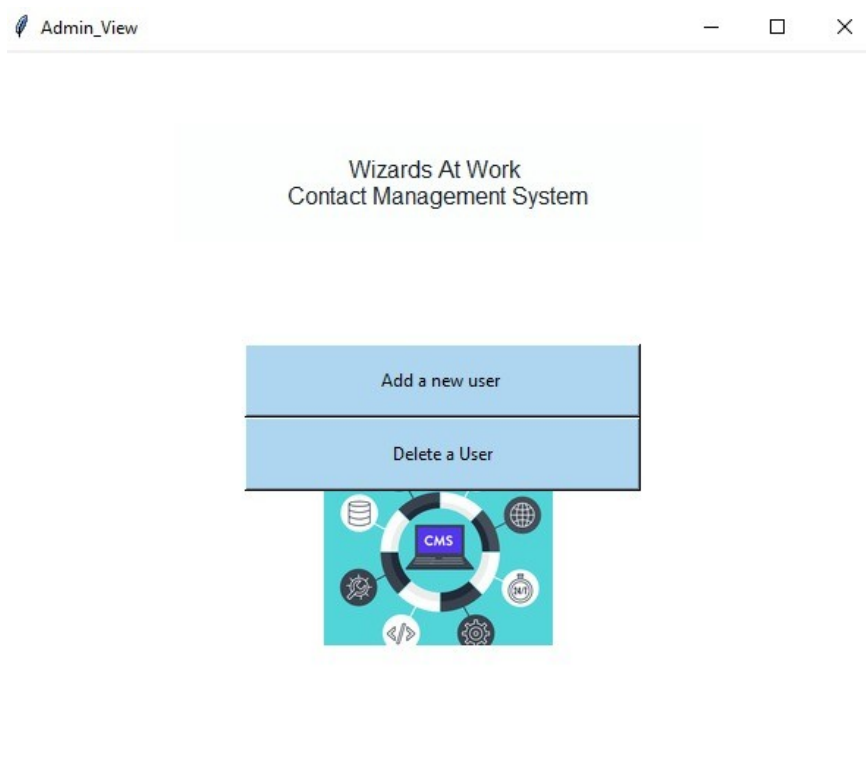 Admin_View
Wizards At Work
Contact Management System
Add a new user
Delete a User
CMS
24/7
</>